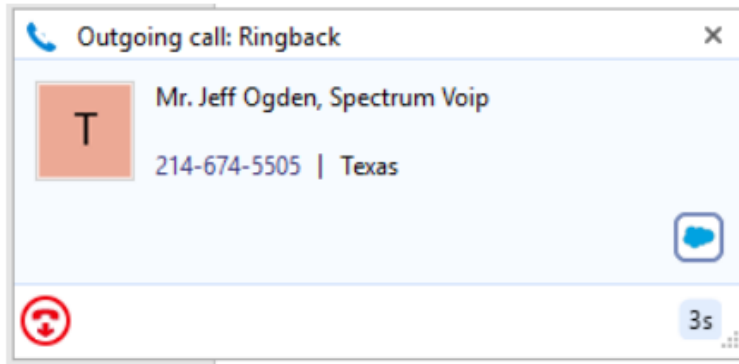 Outgoing call: Ringback
Mr. Jeff Ogden, Spectrum Voip
T
214-674-5505 | Texas
3s